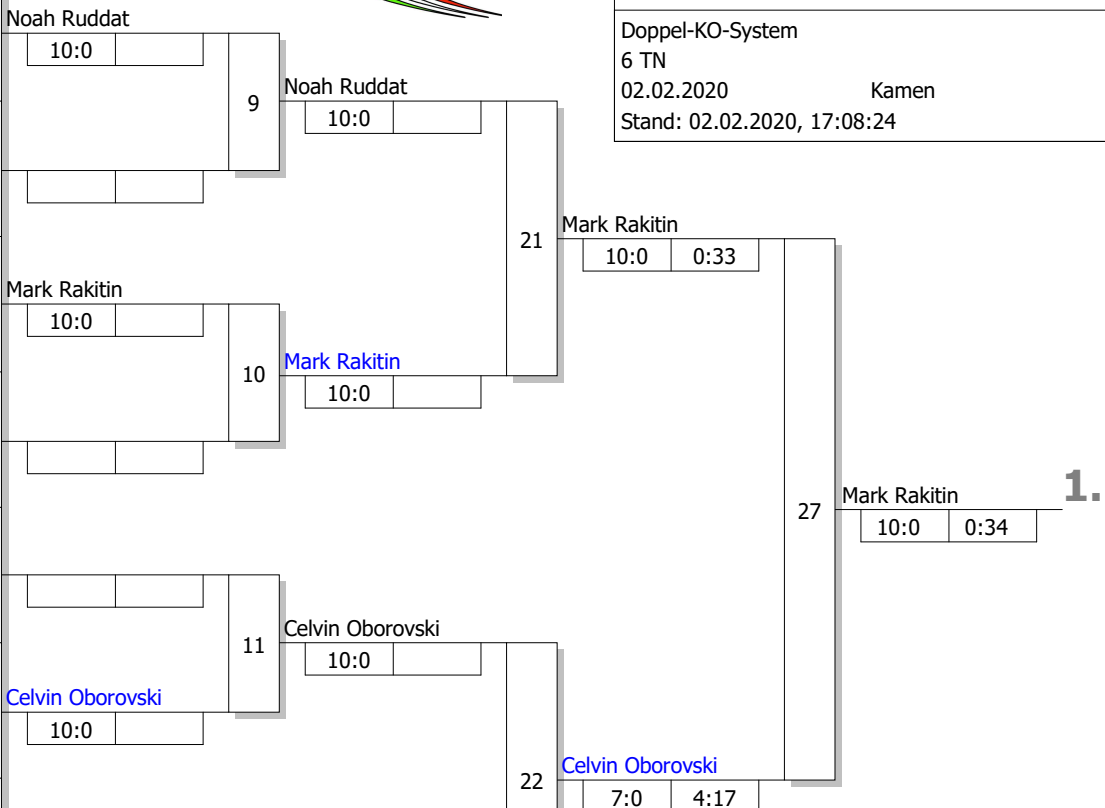 Noah Ruddat
10:0
9
Noah Ruddat
10:0
Doppel-KO-System
6 TN
02.02.2020 Kamen
Stand: 02.02.2020, 17:08:24
21
Mark Rakitin
10:0 0:33
Mark Rakitin
10:0
10
Mark Rakitin
10:0
27
Mark Rakitin
10:0 0:34
1.
11
Celvin Oborovski
10:0
Celvin Oborovski
10:0
22
Celvin Oborovski
7:0 4:17